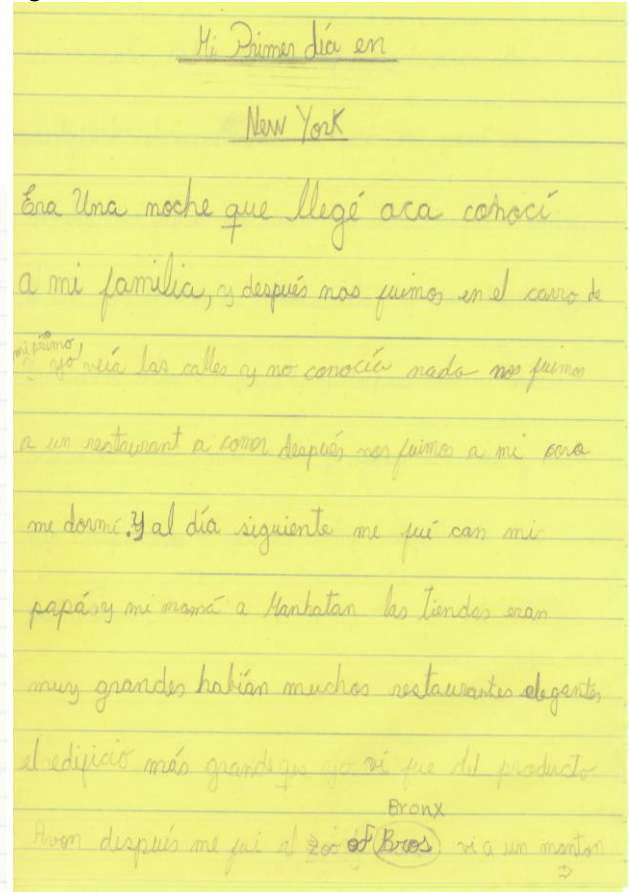 Mi Primer día en
New York
Era Una noche que llegé aca conocí
a mi familia, y después nos fuimos en el carro de
mi primo,
y yo veía las calles y no conocía nada nos fuimos
a un restaurant a comer después nos fuimos a mi casa
me dormí. Y al día siguiente me fué con mi
papá y mi mamá a Manhatan las tiendas eran
muy grandes habían muchos restaurantes elegantes
el edificio más grande que yo vi fue del producto
Bronx
Avon después me fui al zoo of Bros vi a un monton